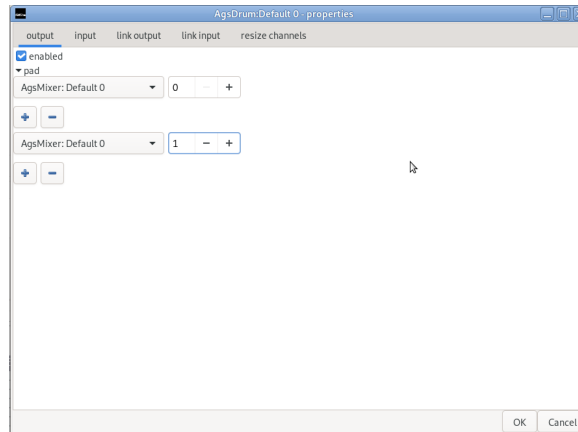 AgsDrum:Default 0 - properties
output input link output link input resize channels
enabled
pad
AgsMixer: Default 0 0 − +
+ −
AgsMixer: Default 0 1 − +
+ −
OK Cancel